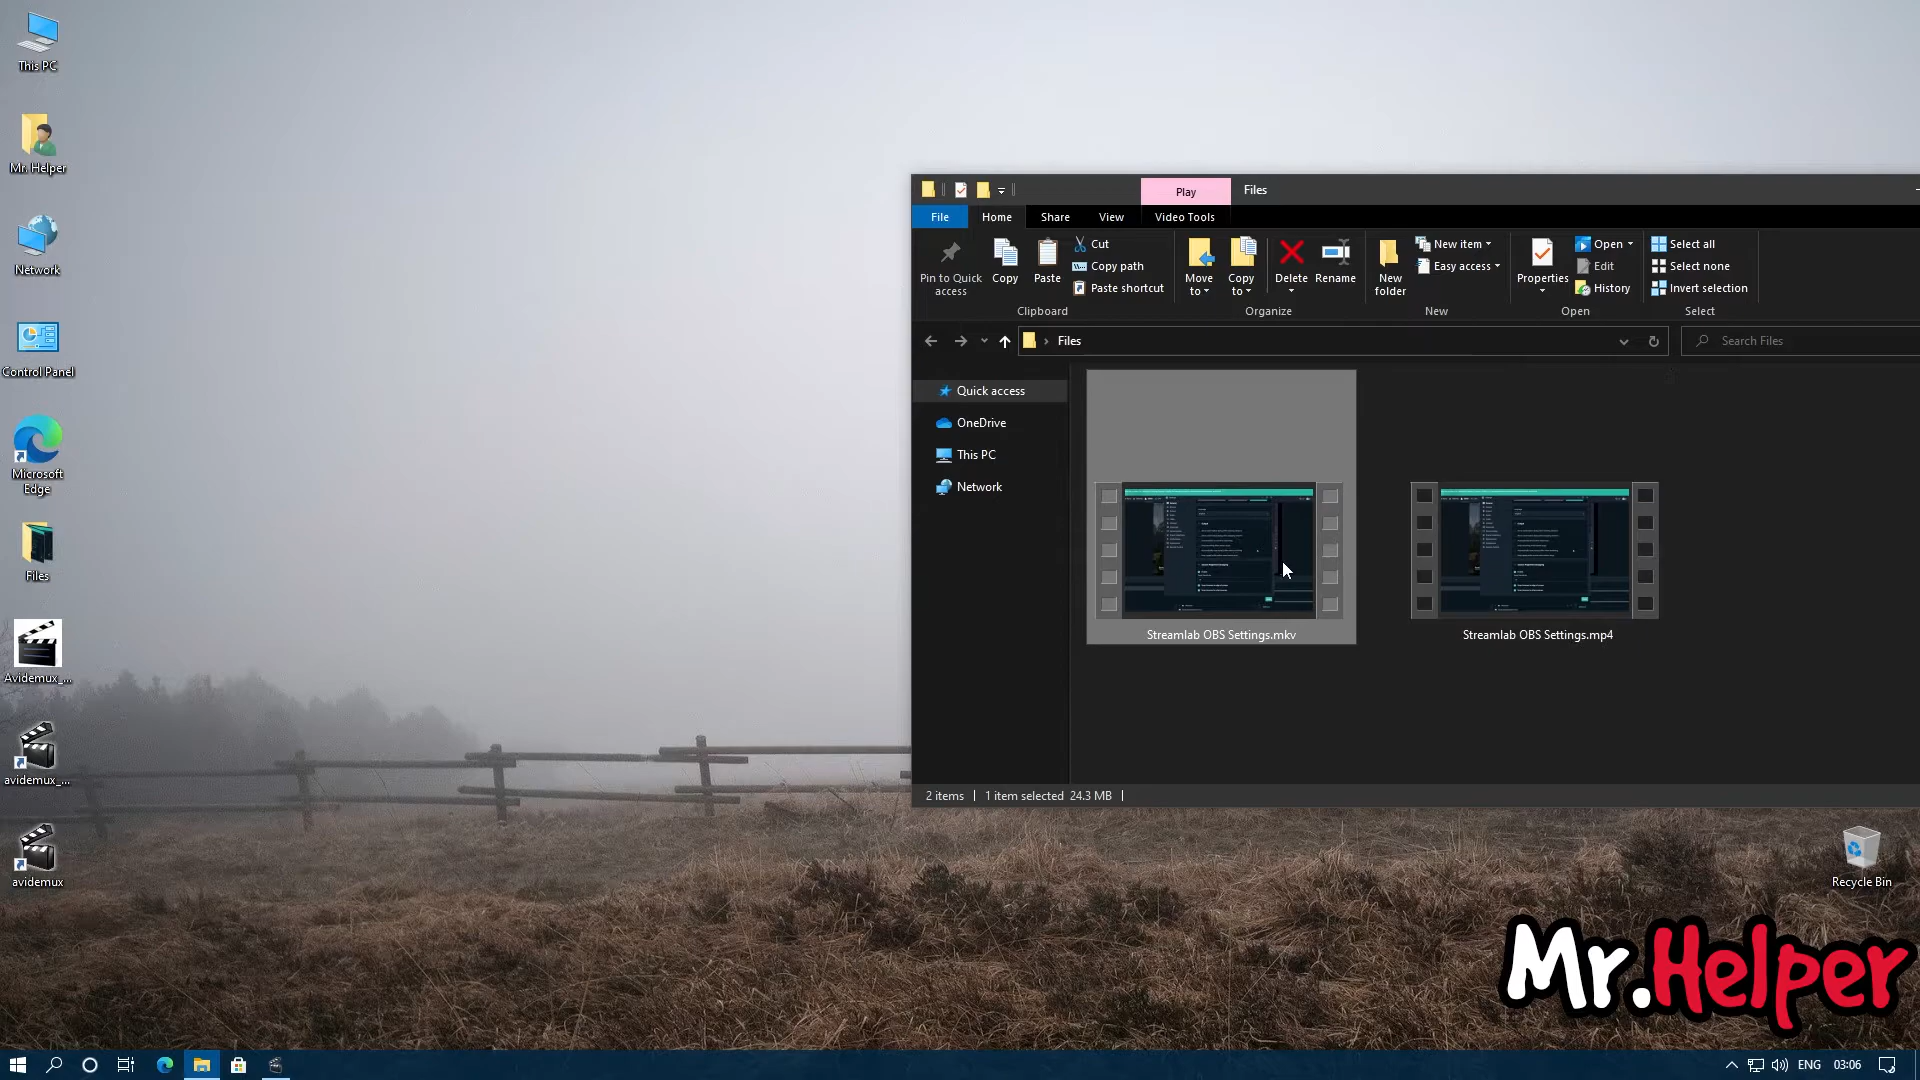 This PC
Mr. Helper
Network
Control Panel
Microsoft
Edge
Files
Avidemux_...
avidemux_...
avidemux
Play
Files
File
Home
Share
View
Video Tools
Pin to Quick
access
Copy
Paste
Cut
Copy path
Paste shortcut
Clipboard
Move
to
Copy
to
Delete
Rename
Organize
New
folder
New item
Easy access
New
Properties
Open
Edit
History
Open
Select all
Select none
Invert selection
Select
Files
Search Files
Quick access
OneDrive
This PC
Network
Streamlab OBS Settings.mkv
Streamlab OBS Settings.mp4
2 items
1 item selected 24.3 MB
Recycle Bin
Mr.Helper
ENG
03:06